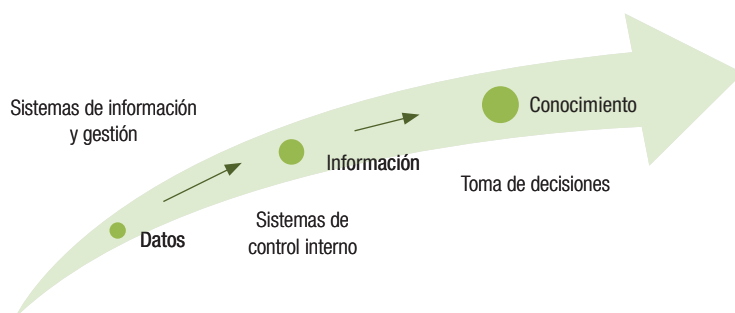 Sistemas de información
y gestión
Datos
Información
Sistemas de
control interno
Conocimiento
Toma de decisiones